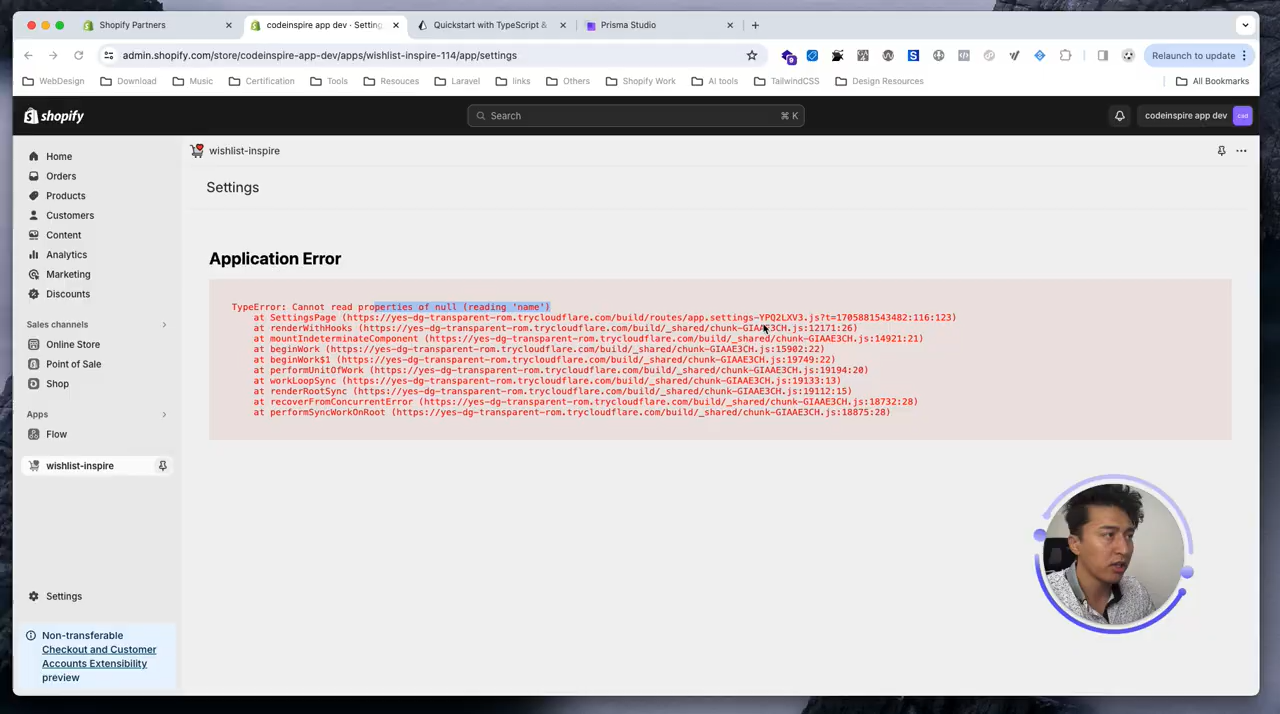 Shopify Partners
codeinspire app dev · Setting
Quickstart with TypeScript &
Prisma Studio
admin.shopify.com/store/codeinspire-app-dev/apps/wishlist-inspire-114/app/settings
Relaunch to update
WebDesign
Download
Music
Certification
Tools
Resouces
Laravel
links
Others
Shopify Work
AI tools
TailwindCSS
Design Resources
All Bookmarks
shopify
Search
⌘ K
codeinspire app dev
cad
Home
Orders
Products
Customers
Content
Analytics
Marketing
Discounts
Sales channels
Online Store
Point of Sale
Shop
Apps
Flow
wishlist-inspire
Settings
Non-transferable
Checkout and Customer
Accounts Extensibility
preview
wishlist-inspire
Settings
Application Error
TypeError: Cannot read properties of null (reading 'name')
at SettingsPage (https://yes-dg-transparent-rom.trycloudflare.com/build/routes/app.settings-YPQ2LXV3.js?t=1705881543482:116:123)
at renderWithHooks (https://yes-dg-transparent-rom.trycloudflare.com/build/_shared/chunk-GIAAE3CH.js:12171:26)
at mountIndeterminateComponent (https://yes-dg-transparent-rom.trycloudflare.com/build/_shared/chunk-GIAAE3CH.js:14921:21)
at beginWork (https://yes-dg-transparent-rom.trycloudflare.com/build/_shared/chunk-GIAAE3CH.js:15902:22)
at beginWork$1 (https://yes-dg-transparent-rom.trycloudflare.com/build/_shared/chunk-GIAAE3CH.js:19749:22)
at performUnitOfWork (https://yes-dg-transparent-rom.trycloudflare.com/build/_shared/chunk-GIAAE3CH.js:19194:20)
at workLoopSync (https://yes-dg-transparent-rom.trycloudflare.com/build/_shared/chunk-GIAAE3CH.js:19133:13)
at renderRootSync (https://yes-dg-transparent-rom.trycloudflare.com/build/_shared/chunk-GIAAE3CH.js:19112:15)
at recoverFromConcurrentError (https://yes-dg-transparent-rom.trycloudflare.com/build/_shared/chunk-GIAAE3CH.js:18732:28)
at performSyncWorkOnRoot (https://yes-dg-transparent-rom.trycloudflare.com/build/_shared/chunk-GIAAE3CH.js:18875:28)